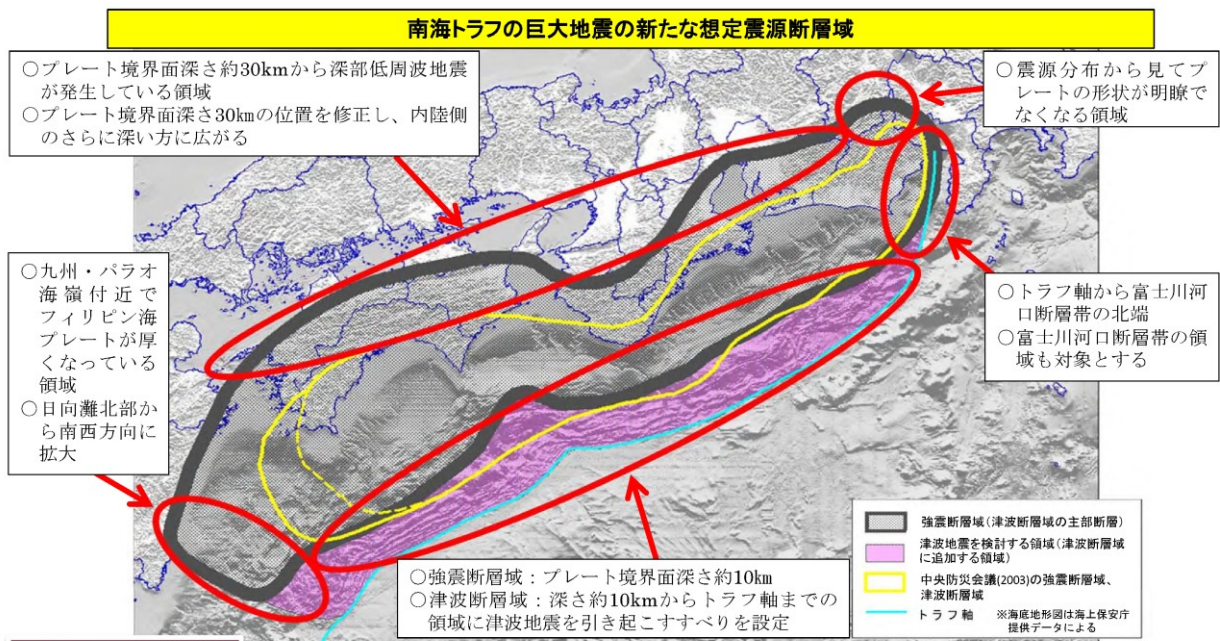 南海トラフの巨大地震の新たな想定震源断層域
○プレート境界面深さ約30kmから深部低周波地震
が発生している領域
○プレート境界面深さ30㎞の位置を修正し、内陸側
のさらに深い方に広がる
○震源分布から見てプ
レートの形状が明瞭で
なくなる領域
○九州・パラオ
海嶺付近で
フィリピン海
プレートが厚
くなっている
領域
○日向灘北部か
ら南西方向に
拡大
○トラフ軸から富士川河
口断層帯の北端
○富士川河口断層帯の領
域も対象とする
○強震断層域：プレート境界面深さ約10㎞
○津波断層域：深さ約10kmからトラフ軸までの
領域に津波地震を引き起こすすべりを設定
強震断層域(津波断層域の主部断層)
津波地震を検討する領域(津波断層域
に追加する領域)
中央防災会議(2003)の強震断層域、
津波断層域
トラフ軸 ※海底地形図は海上保安庁
提供データによる